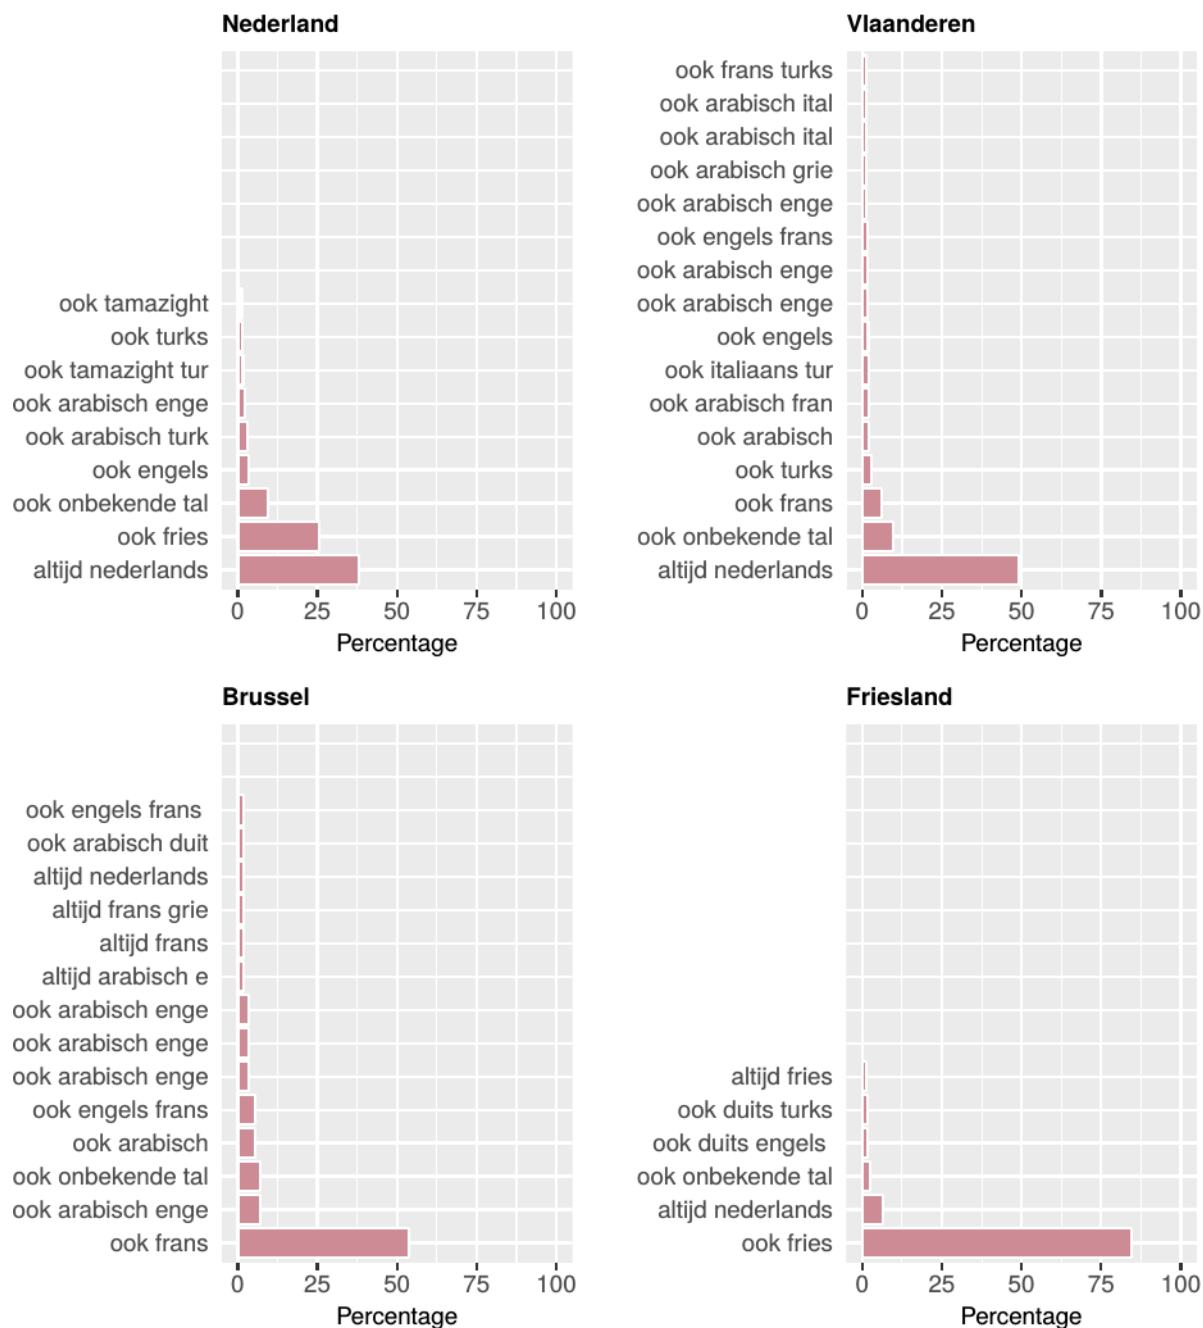 Nederland
ook tamazight
ook turks
ook tamazight tur
ook arabisch enge
ook arabisch turk
ook engels
ook onbekende tal
ook fries
altijd nederlands
0 25 50 75 100
Percentage
Vlaanderen
ook frans turks
ook arabisch ital
ook arabisch ital
ook arabisch grie
ook arabisch enge
ook engels frans
ook arabisch enge
ook arabisch enge
ook engels
ook italiaans tur
ook arabisch fran
ook arabisch
ook turks
ook frans
ook onbekende tal
altijd nederlands
0 25 50 75 100
Percentage
Brussel
ook engels frans
ook arabisch duit
altijd nederlands
altijd frans grie
altijd frans
altijd arabisch e
ook arabisch enge
ook arabisch enge
ook arabisch enge
ook engels frans
ook arabisch
ook onbekende tal
ook arabisch enge
ook frans
0 25 50 75 100
Percentage
Friesland
altijd fries
ook duits turks
ook duits engels
ook onbekende tal
altijd nederlands
ook fries
0 25 50 75 100
Percentage